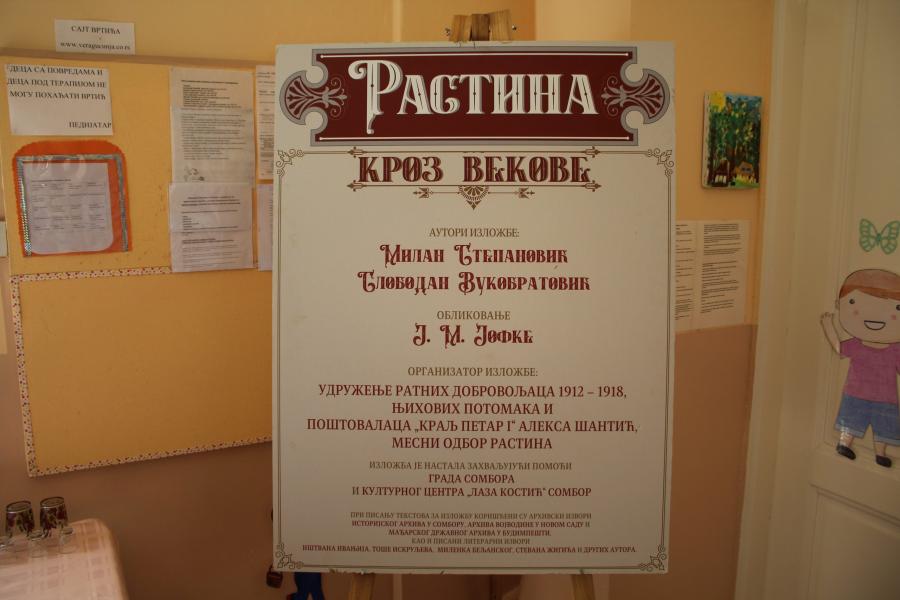 САЈТ ВРТИЋА
www.veragucunja.co.rs
ДЕЦА СА ПОВРЕДАМА И
ДЕЦА ПОД ТЕРАПИЈОМ НЕ
МОГУ ПОХАЂАТИ ВРТИЋ
ПЕДИЈАТАР
РАСТИНА
КРОЗ ВЕКОВЕ
АУТОРИ ИЗЛОЖБЕ:
Милан Степановић
Слободан Вукобратовић
ОБЛИКОВАЊЕ
Ј. М. Јофке
ОРГАНИЗАТОР ИЗЛОЖБЕ:
УДРУЖЕЊЕ РАТНИХ ДОБРОВОЉАЦА 1912 – 1918,
ЊИХОВИХ ПОТОМАКА И
ПОШТОВАЛАЦА „КРАЉ ПЕТАР I“ АЛЕКСА ШАНТИЋ,
МЕСНИ ОДБОР РАСТИНА
ИЗЛОЖБА ЈЕ НАСТАЛА ЗАХВАЉУЈУЋИ ПОМОЋИ
ГРАДА СОМБОРА
И КУЛТУРНОГ ЦЕНТРА „ЛАЗА КОСТИЋ“ СОМБОР
ПРИ ПИСАЊУ ТЕКСТОВА ЗА ИЗЛОЖБУ КОРИШЋЕНИ СУ АРХИВСКИ ИЗВОРИ
ИСТОРИЈСКОГ АРХИВА У СОМБОРУ, АРХИВА ВОЈВОДИНЕ У НОВОМ САДУ И
МАЂАРСКОГ ДРЖАВНОГ АРХИВА У БУДИМПЕШТИ.
КАО И ПИСАНИ ЛИТЕРАРНИ ИЗВОРИ
ИШТВАНА ИВАЊИЈА, ТОШЕ ИСКРУЉЕВА, МИЛЕНКА БЕЉАНСКОГ, СТЕВАНА ЖИГИЋА И ДРУГИХ АУТОРА.